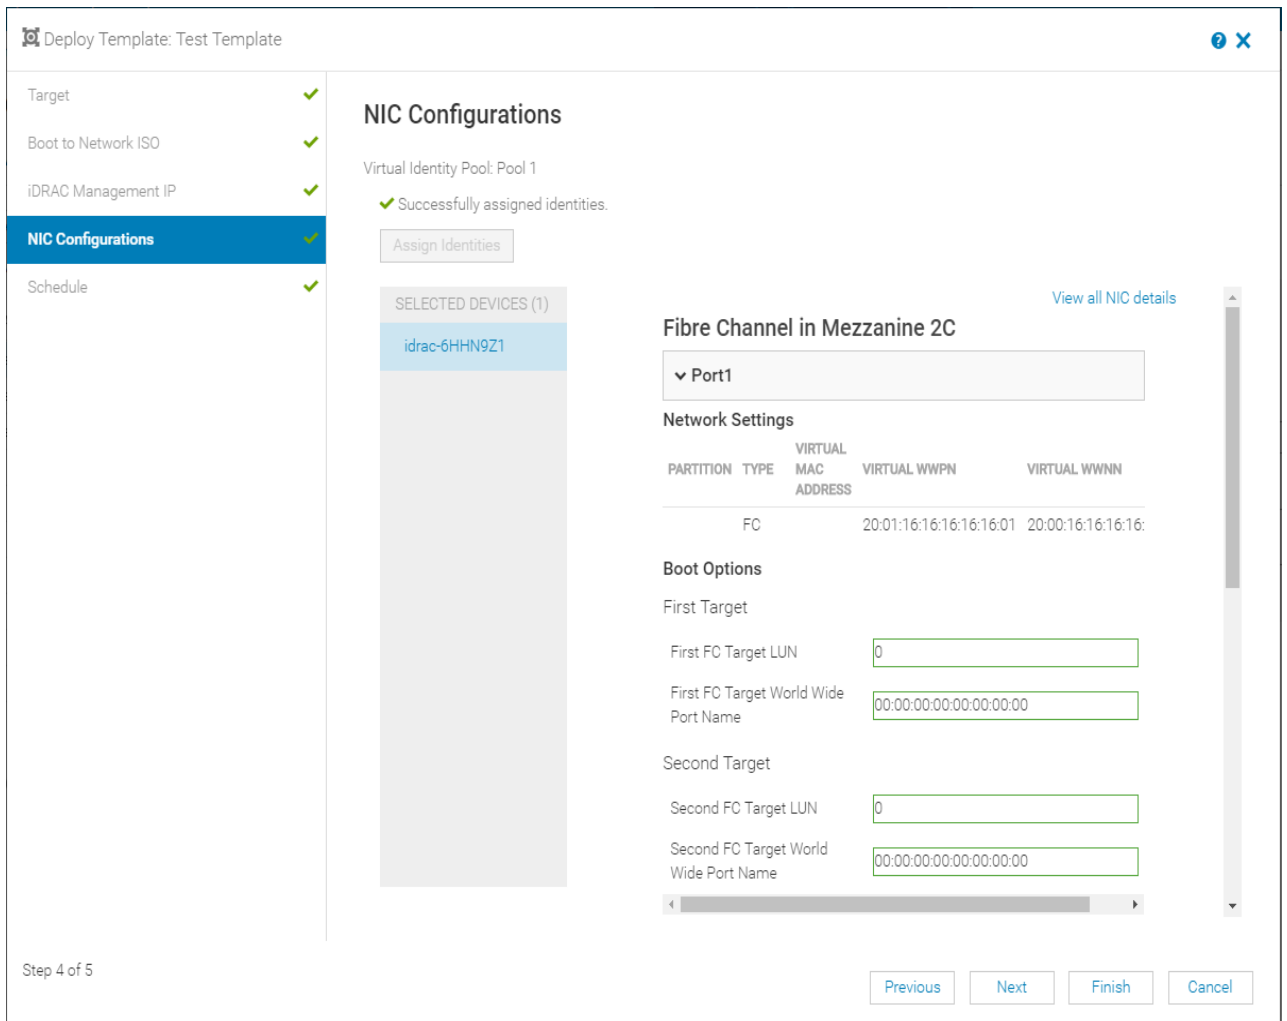 Deploy Template: Test Template
Target
Boot to Network ISO
iDRAC Management IP
NIC Configurations
Schedule
NIC Configurations
Virtual Identity Pool: Pool 1
Successfully assigned identities.
Assign Identities
SELECTED DEVICES (1)
idrac-6HHN9Z1
View all NIC details
Fibre Channel in Mezzanine 2C
Port1
Network Settings
PARTITION TYPE VIRTUAL MAC ADDRESS VIRTUAL WWPN VIRTUAL WWNN
FC 20:01:16:16:16:16:16:01 20:00:16:16:16:16:
Boot Options
First Target
First FC Target LUN 0
First FC Target World Wide
Port Name
00:00:00:00:00:00:00:00
Second Target
Second FC Target LUN 0
Second FC Target World
Wide Port Name
00:00:00:00:00:00:00:00
Step 4 of 5
Previous Next Finish Cancel